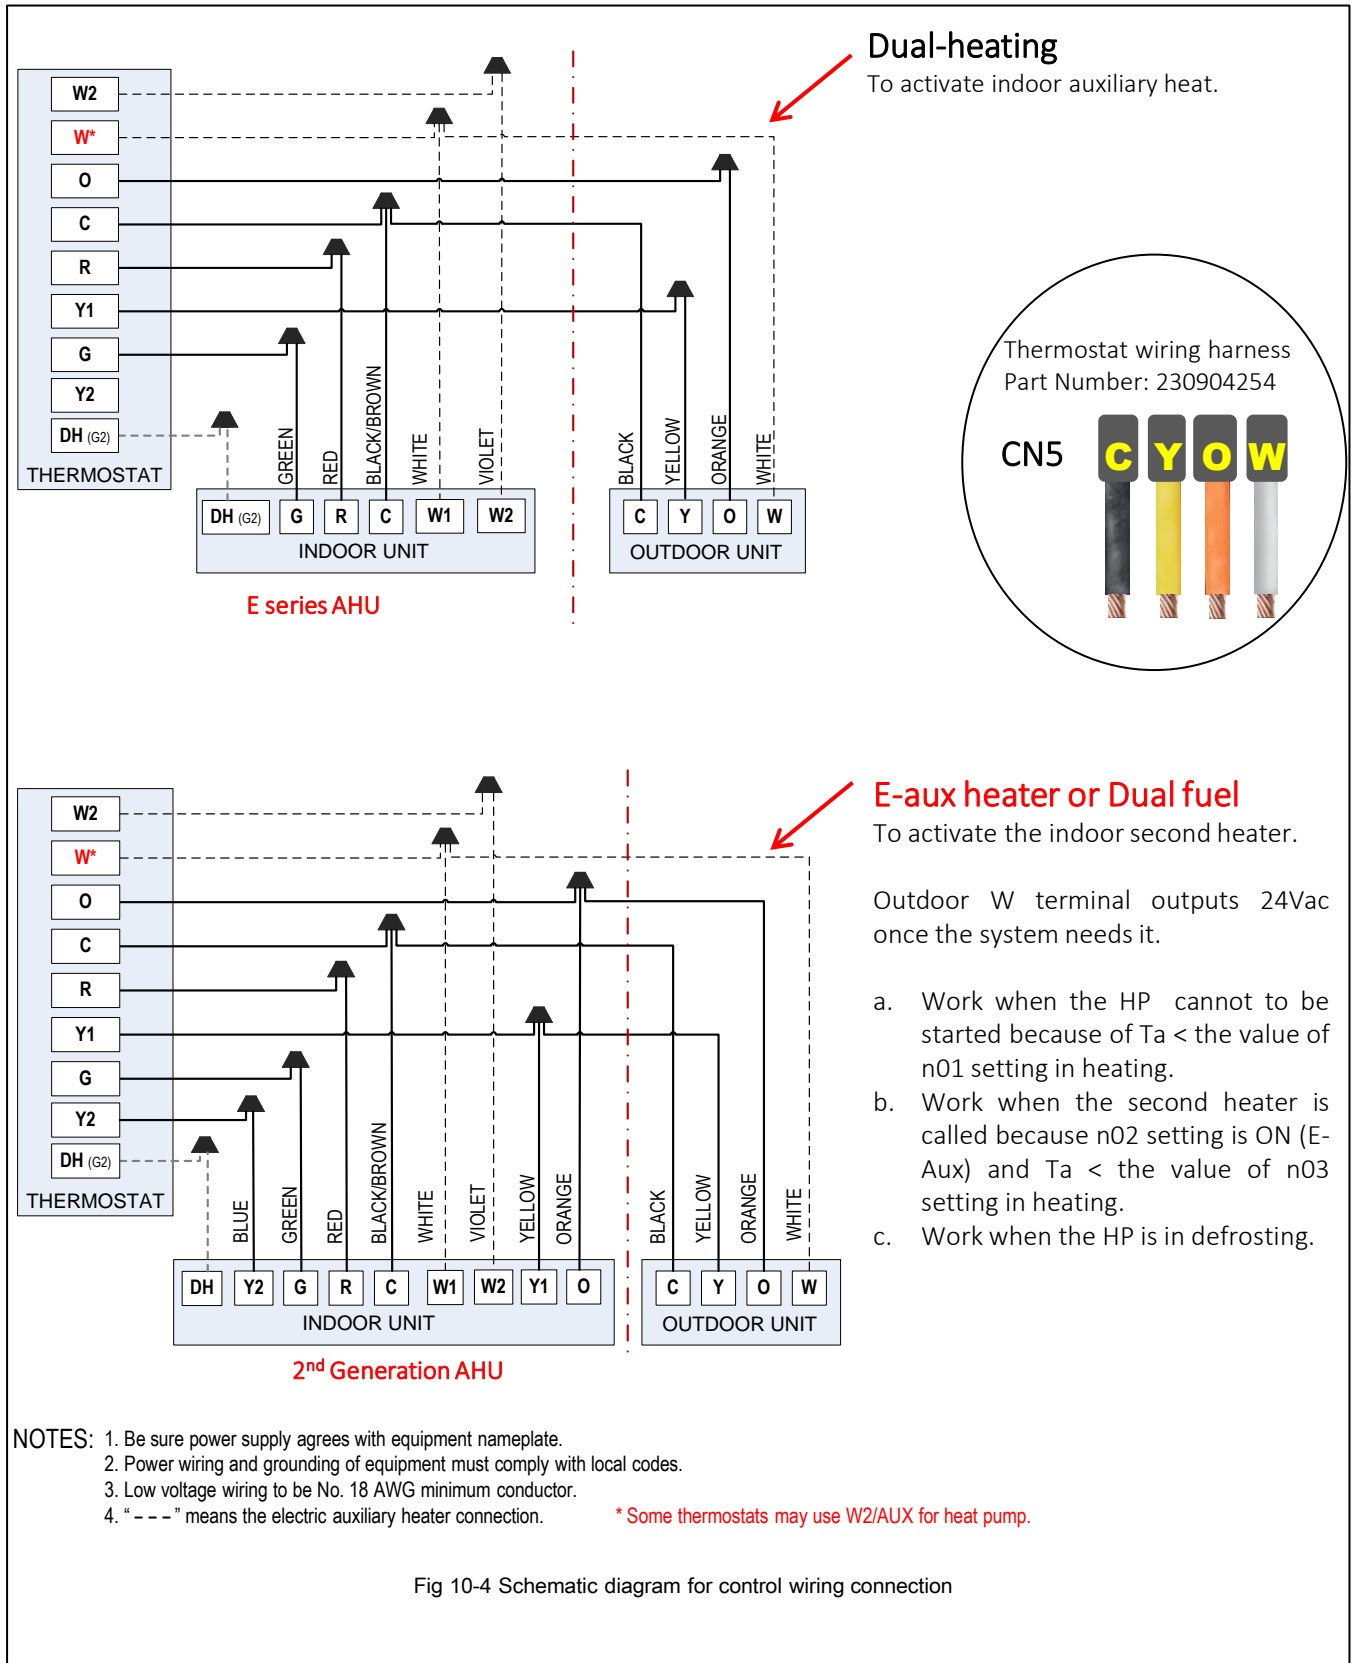 Dual-heating
To activate indoor auxiliary heat.
W2
W*
O
C
R
Y1
G
Y2
DH (G2)
THERMOSTAT
GREEN
RED
BLACK/BROWN
WHITE
VIOLET
BLACK
YELLOW
ORANGE
WHITE
DH (G2) G R C W1 W2
INDOOR UNIT
C Y O W
OUTDOOR UNIT
E series AHU
Thermostat wiring harness
Part Number: 230904254
CN5 C Y O W
E-aux heater or Dual fuel
To activate the indoor second heater.
Outdoor W terminal outputs 24Vac
once the system needs it.
a. Work when the HP cannot to be
started because of Ta < the value of
n01 setting in heating.
b. Work when the second heater is
called because n02 setting is ON (E-
Aux) and Ta < the value of n03
setting in heating.
c. Work when the HP is in defrosting.
W2
W*
O
C
R
Y1
G
Y2
DH (G2)
THERMOSTAT
BLUE
GREEN
RED
BLACK/BROWN
WHITE
VIOLET
YELLOW
ORANGE
BLACK
YELLOW
ORANGE
WHITE
DH Y2 G R C W1 W2 Y1 O
INDOOR UNIT
C Y O W
OUTDOOR UNIT
2nd Generation AHU
NOTES: 1. Be sure power supply agrees with equipment nameplate.
2. Power wiring and grounding of equipment must comply with local codes.
3. Low voltage wiring to be No. 18 AWG minimum conductor.
4. “ – – – ” means the electric auxiliary heater connection. * Some thermostats may use W2/AUX for heat pump.
Fig 10-4 Schematic diagram for control wiring connection